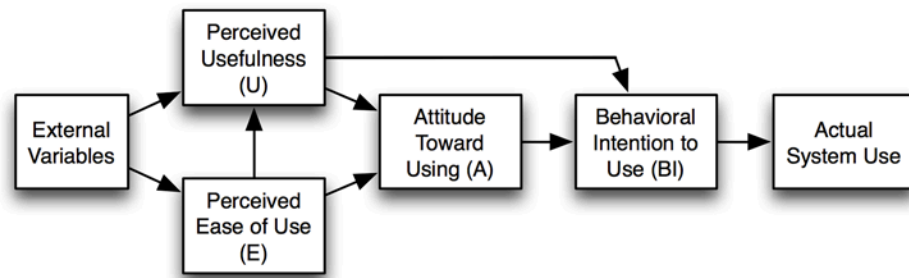 Perceived
Usefulness
(U)
External
Variables
Perceived
Ease of Use
(E)
Attitude
Toward
Using (A)
Behavioral
Intention to
Use (BI)
Actual
System Use